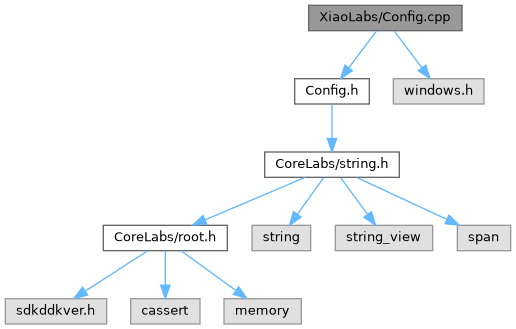 XiaoLabs/Config.cpp
Config.h
windows.h
CoreLabs/string.h
CoreLabs/root.h
string
string_view
span
sdkddkver.h
cassert
memory